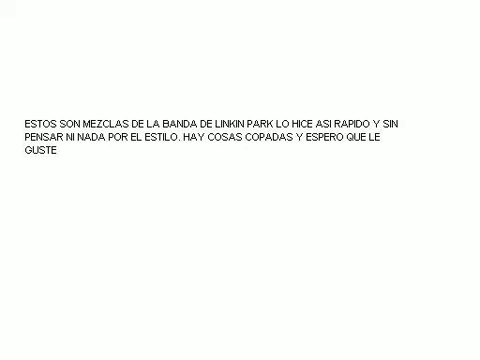 ESTOS SON MEZCLAS DE LA BANDA DE LINKIN PARK LO HICE ASI RAPIDO Y SIN
PENSAR NI NADA POR EL ESTILO. HAY COSAS COPADAS Y ESPERO QUE LE
GUSTE